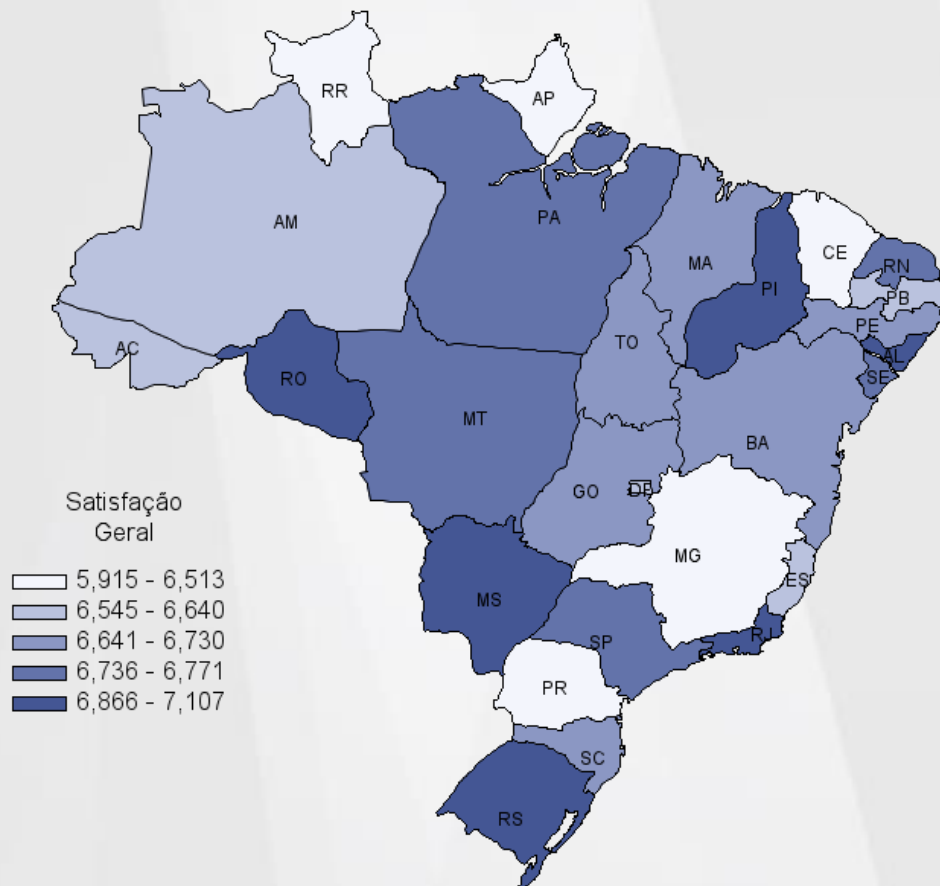 RR
AP
AM
PA
MA
CE
RN
PI
PB
PE
TO
AC
AL
RO
SE
MT
BA
GO
DF
MG
MS
ES
RJ
SP
PR
SC
RS
Satisfação
Geral
5,915 - 6,513
6,545 - 6,640
6,641 - 6,730
6,736 - 6,771
6,866 - 7,107